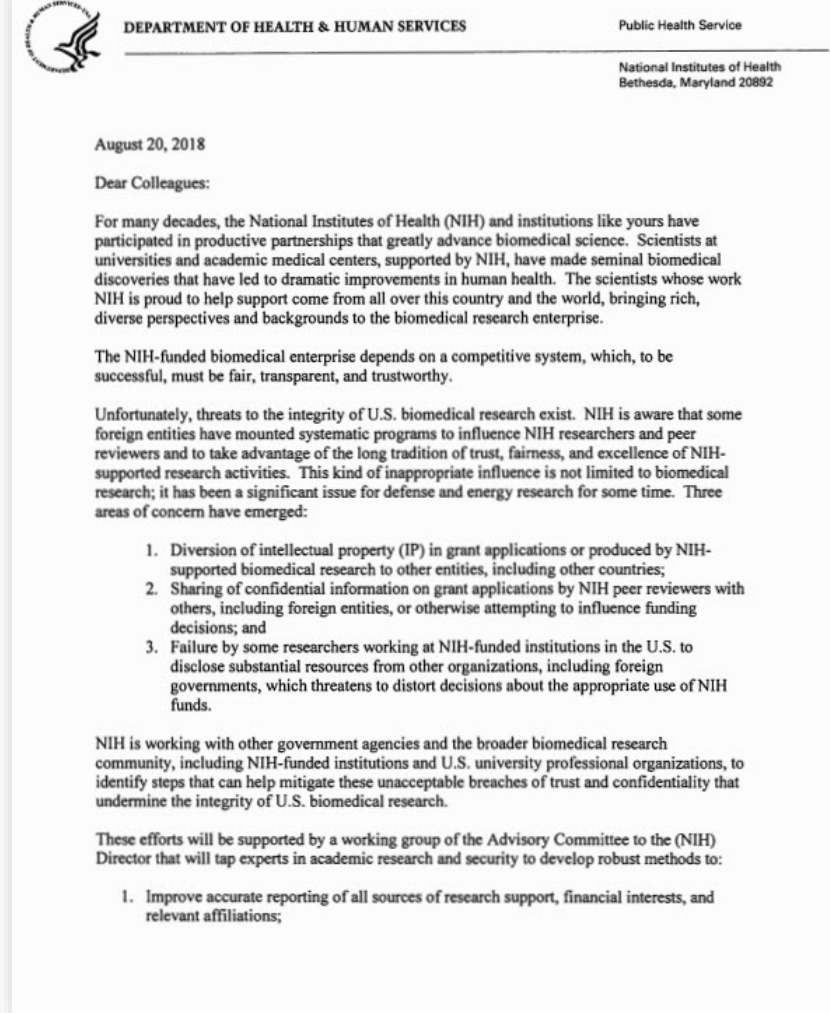 DEPARTMENT OF HEALTH & HUMAN SERVICES
Public Health Service
National Institutes of Health
Bethesda, Maryland 20892
August 20, 2018
Dear Colleagues:
For many decades, the National Institutes of Health (NIH) and institutions like yours have
participated in productive partnerships that greatly advance biomedical science. Scientists at
universities and academic medical centers, supported by NIH, have made seminal biomedical
discoveries that have led to dramatic improvements in human health. The scientists whose work
NIH is proud to help support come from all over this country and the world, bringing rich,
diverse perspectives and backgrounds to the biomedical research enterprise.
The NIH-funded biomedical enterprise depends on a competitive system, which, to be
successful, must be fair, transparent, and trustworthy.
Unfortunately, threats to the integrity of U.S. biomedical research exist. NIH is aware that some
foreign entities have mounted systematic programs to influence NIH researchers and peer
reviewers and to take advantage of the long tradition of trust, fairness, and excellence of NIH-
supported research activities. This kind of inappropriate influence is not limited to biomedical
research; it has been a significant issue for defense and energy research for some time. Three
areas of concern have emerged:
1. Diversion of intellectual property (IP) in grant applications or produced by NIH-
supported biomedical research to other entities, including other countries;
2. Sharing of confidential information on grant applications by NIH peer reviewers with
others, including foreign entities, or otherwise attempting to influence funding
decisions; and
3. Failure by some researchers working at NIH-funded institutions in the U.S. to
disclose substantial resources from other organizations, including foreign
governments, which threatens to distort decisions about the appropriate use of NIH
funds.
NIH is working with other government agencies and the broader biomedical research
community, including NIH-funded institutions and U.S. university professional organizations, to
identify steps that can help mitigate these unacceptable breaches of trust and confidentiality that
undermine the integrity of U.S. biomedical research.
These efforts will be supported by a working group of the Advisory Committee to the (NIH)
Director that will tap experts in academic research and security to develop robust methods to:
1. Improve accurate reporting of all sources of research support, financial interests, and
relevant affiliations;